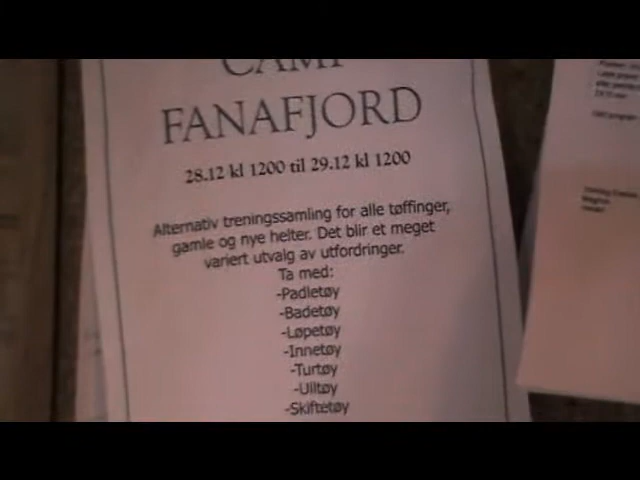 CAMP
FANAFJORD
28.12 kl 1200 til 29.12 kl 1200
Alternativ treningssamling for alle tøffinger,
gamle og nye helter. Det blir et meget
variert utvalg av utfordringer.
Ta med:
-Padletøy
-Badetøy
-Løpetøy
-Innetøy
-Turtøy
-Ulltøy
-Skiftetøy